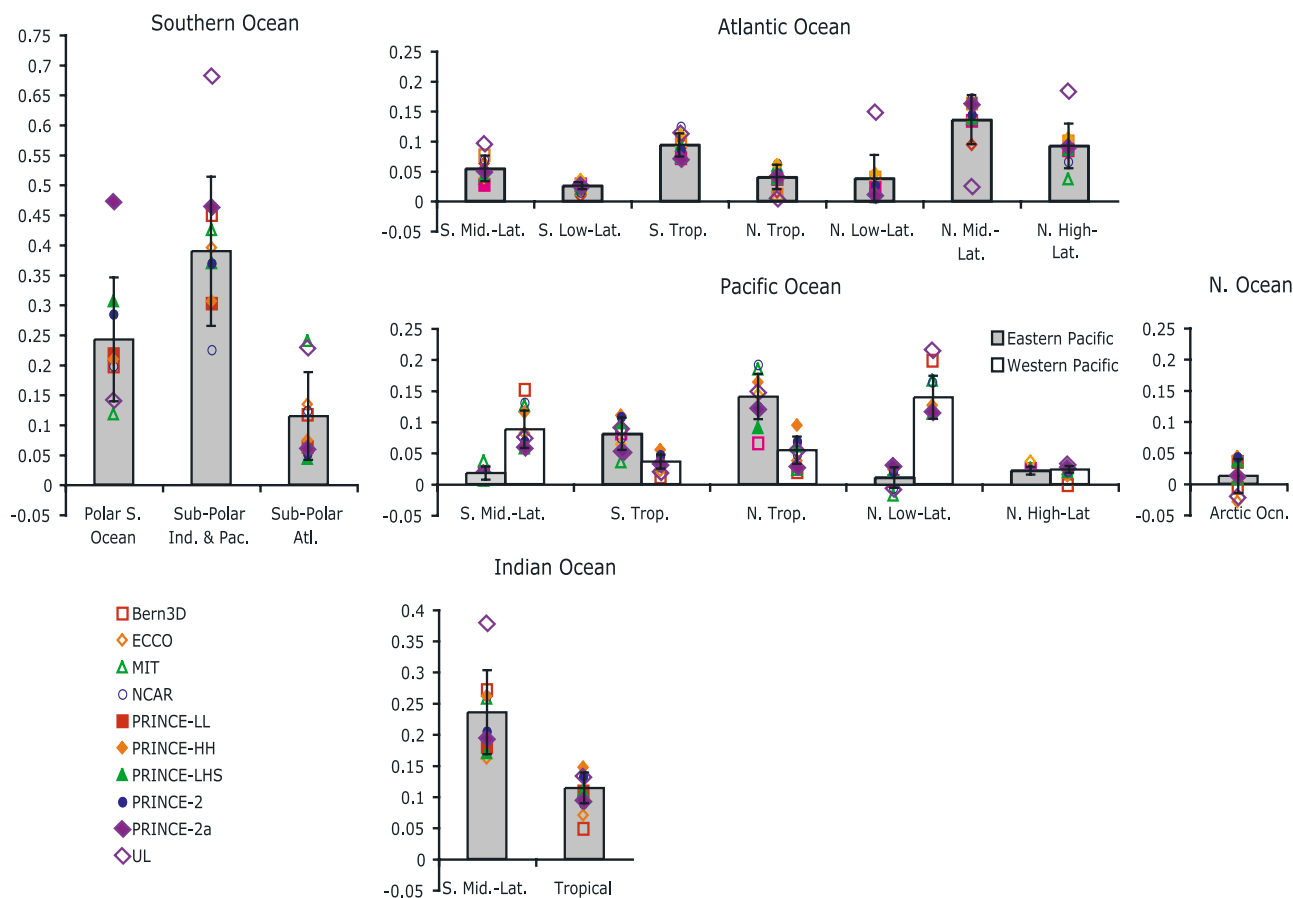 Southern Ocean
0.75
0.7
0.65
0.6
0.55
0.5
0.45
0.4
0.35
0.3
0.25
0.2
0.15
0.1
0.05
0
-0.05
Polar S.
Ocean
Sub-Polar
Ind. & Pac.
Sub-Polar
Atl.
Atlantic Ocean
0.25
0.2
0.15
0.1
0.05
0
-0.05
S. Mid.-Lat.
S. Low-Lat.
S. Trop.
N. Trop.
N. Low-Lat.
N. Mid.-
Lat.
N. High-
Lat.
Pacific Ocean
0.25
0.2
0.15
0.1
0.05
0
-0.05
Eastern Pacific
Western Pacific
S. Mid.-Lat.
S. Trop.
N. Trop.
N. Low-Lat.
N. High-Lat
N. Ocean
0.25
0.2
0.15
0.1
0.05
0
-0.05
Arctic Ocn.
Bern3D
ECCO
MIT
NCAR
PRINCE-LL
PRINCE-HH
PRINCE-LHS
PRINCE-2
PRINCE-2a
UL
Indian Ocean
0.4
0.35
0.3
0.25
0.2
0.15
0.1
0.05
0
-0.05
S. Mid.-Lat.
Tropical